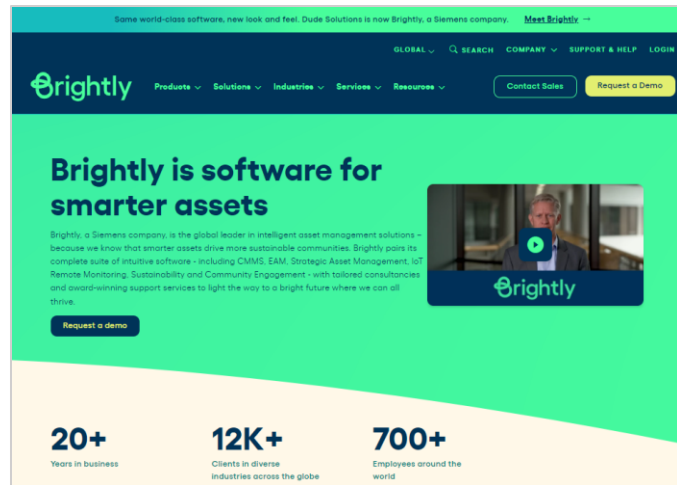 Same world-class software, new look and feel. Dude Solutions is now Brightly, a Siemens company. Meet Brightly →
GLOBAL SEARCH COMPANY SUPPORT & HELP LOGIN
Brightly Products Solutions Industries Services Resources Contact Sales Request a Demo
Brightly is software for
smarter assets
Brightly, a Siemens company, is the global leader in intelligent asset management solutions –
because we know that smarter assets drive more sustainable communities. Brightly pairs its
complete suite of intuitive software - including CMMS, EAM, Strategic Asset Management, IoT
Remote Monitoring, Sustainability and Community Engagement - with tailored consultancies
and award-winning support services to light the way to a bright future where we can all
thrive.
Request a demo
Brightly
20+ 12K+ 700+
Years in business Clients in diverse Employees around the
industries across the globe world